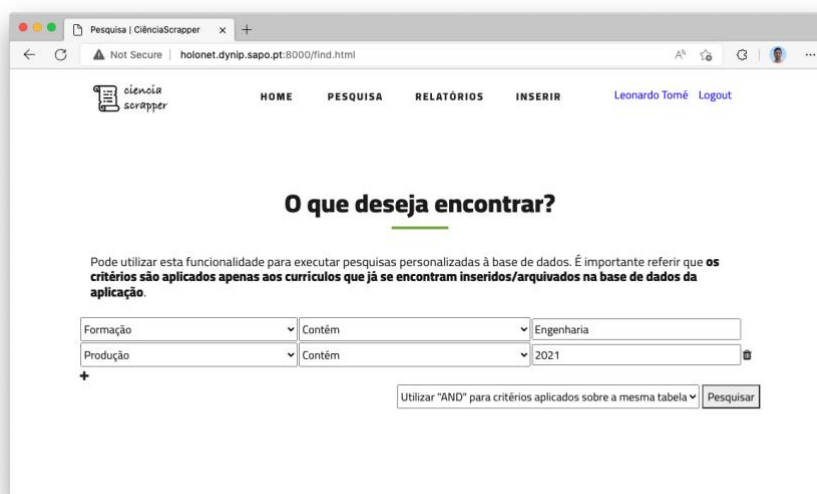 Pesquisa | CiênciaScrapper
Not Secure | holonet.dynip.sapo.pt:8000/find.html
ciencia
scrapper
HOME PESQUISA RELATÓRIOS INSERIR Leonardo Tomé Logout
O que deseja encontrar?
Pode utilizar esta funcionalidade para executar pesquisas personalizadas à base de dados. É importante referir que os
critérios são aplicados apenas aos currículos que já se encontram inseridos/arquivados na base de dados da
aplicação.
Formação Contém Engenharia
Produção Contém 2021
Utilizar "AND" para critérios aplicados sobre a mesma tabela Pesquisar